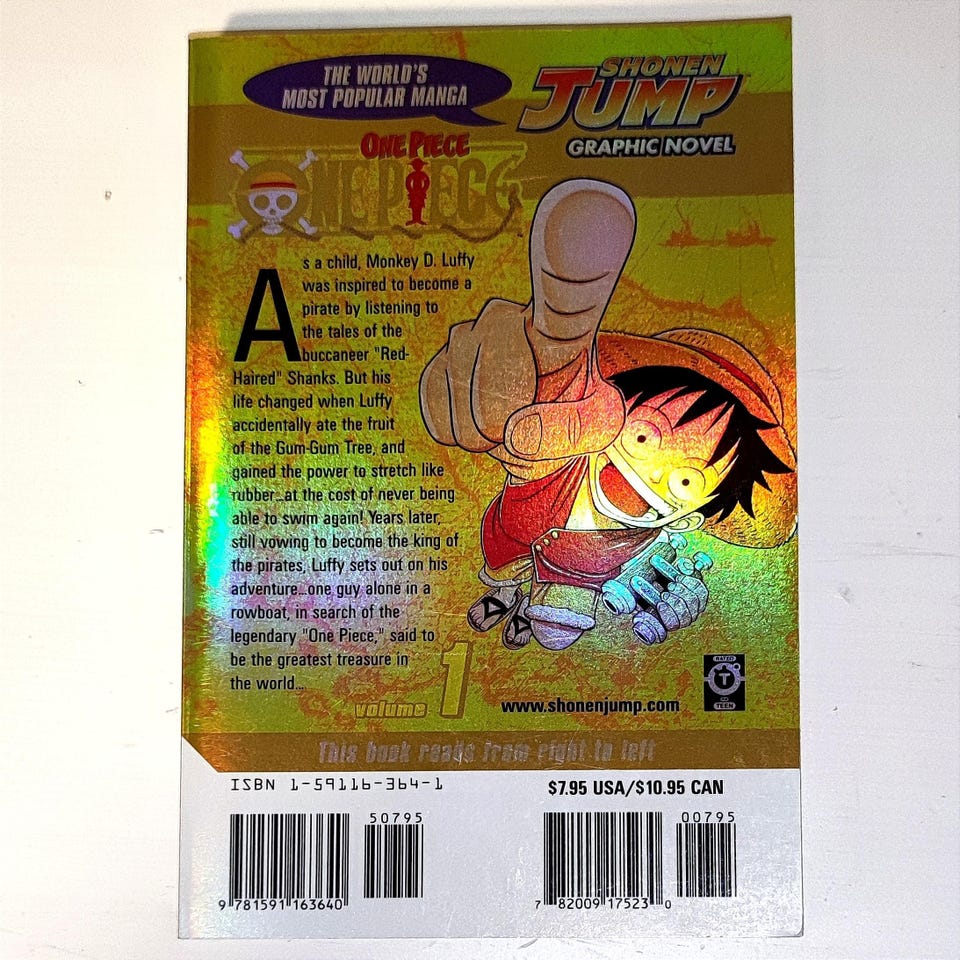 THE WORLD'S
MOST POPULAR MANGA
SHONEN
JUMP
GRAPHIC NOVEL
ONE PIECE
ONE PIECE
As a child, Monkey D. Luffy
was inspired to become a
pirate by listening to
the tales of the
buccaneer "Red-
Haired" Shanks. But his
life changed when Luffy
accidentally ate the fruit
of the Gum-Gum Tree, and
gained the power to stretch like
rubber...at the cost of never being
able to swim again! Years later,
still vowing to become the king of
the pirates, Luffy sets out on his
adventure...one guy alone in a
rowboat, in search of the
legendary "One Piece," said to
be the greatest treasure in
the world...
volume 1
www.shonenjump.com
RATED
T
TEEN
This book reads from right to left
ISBN 1-59116-364-1
$7.95 USA/$10.95 CAN
50795
9 781591 163640
00795
7 82009 17523 0